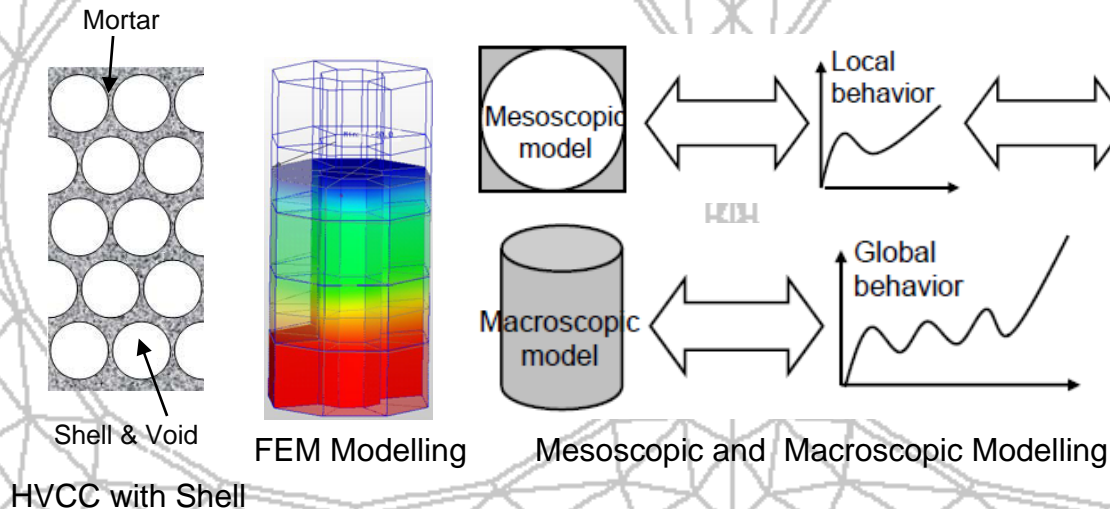 Mortar
Shell & Void
HVCC with Shell
FEM Modelling
Mesoscopic
model
Local
behavior
Macroscopic
model
Global
behavior
Mesoscopic and Macroscopic Modelling